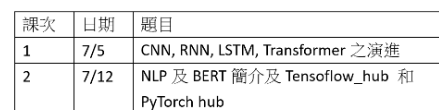 課次 日期 題目
1 7/5 CNN, RNN, LSTM, Transformer 之演進
2 7/12 NLP 及 BERT 簡介及 Tensoflow_hub 和
PyTorch hub